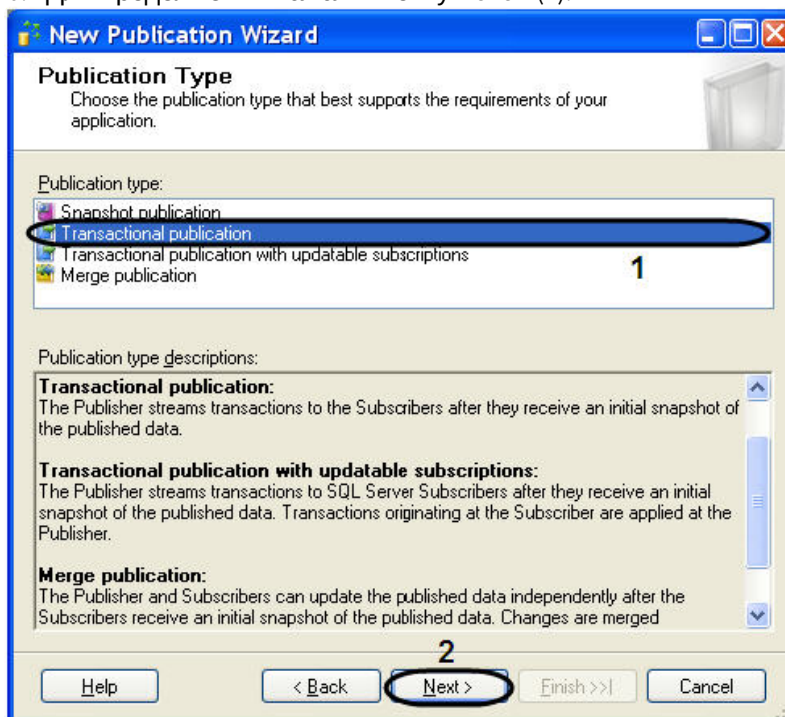 New Publication Wizard
Publication Type
Choose the publication type that best supports the requirements of your
application.
Publication type:
Snapshot publication
Transactional publication
Transactional publication with updatable subscriptions
1
Merge publication
Publication type descriptions:
Transactional publication:
The Publisher streams transactions to the Subscribers after they receive an initial snapshot of
the published data.
Transactional publication with updatable subscriptions:
The Publisher streams transactions to SQL Server Subscribers after they receive an initial
snapshot of the published data. Transactions originating at the Subscriber are applied at the
Publisher.
Merge publication:
The Publisher and Subscribers can update the published data independently after the
Subscribers receive an initial snapshot of the published data. Changes are merged
2
Help < Back Next > Finish >>| Cancel